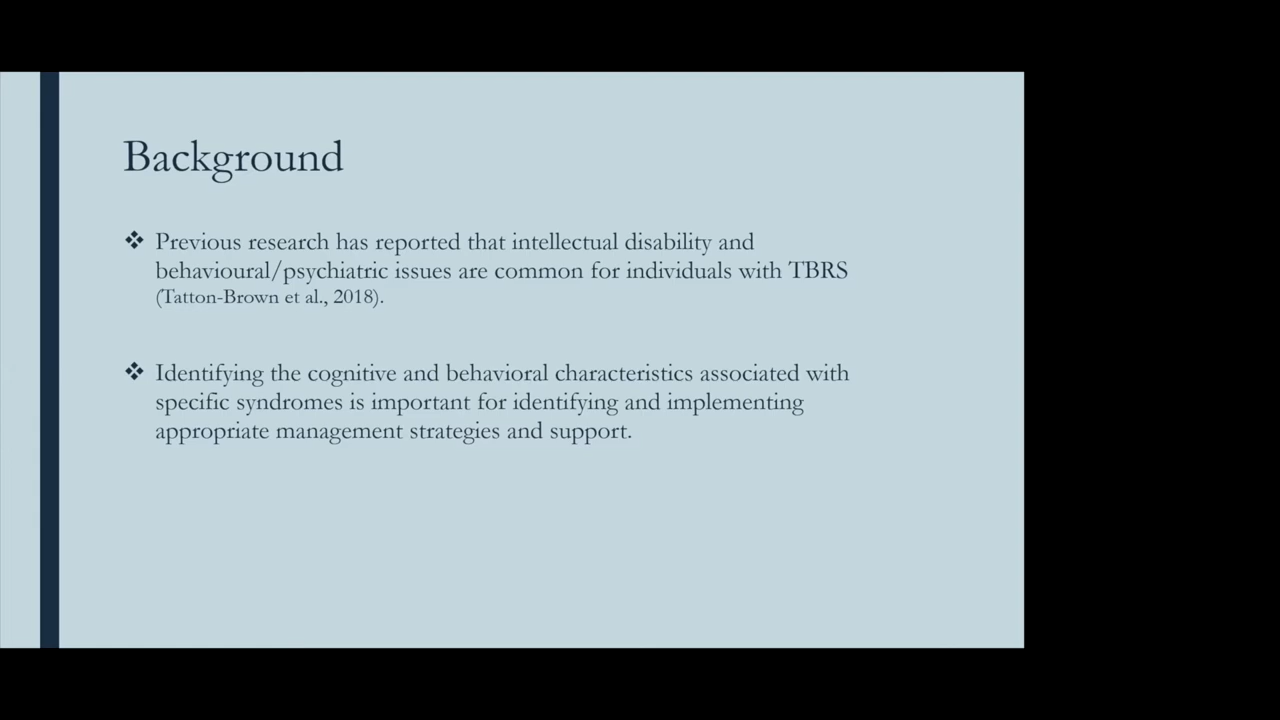 Background
❖ Previous research has reported that intellectual disability and
behavioural/psychiatric issues are common for individuals with TBRS
(Tatton-Brown et al., 2018).
❖ Identifying the cognitive and behavioral characteristics associated with
specific syndromes is important for identifying and implementing
appropriate management strategies and support.